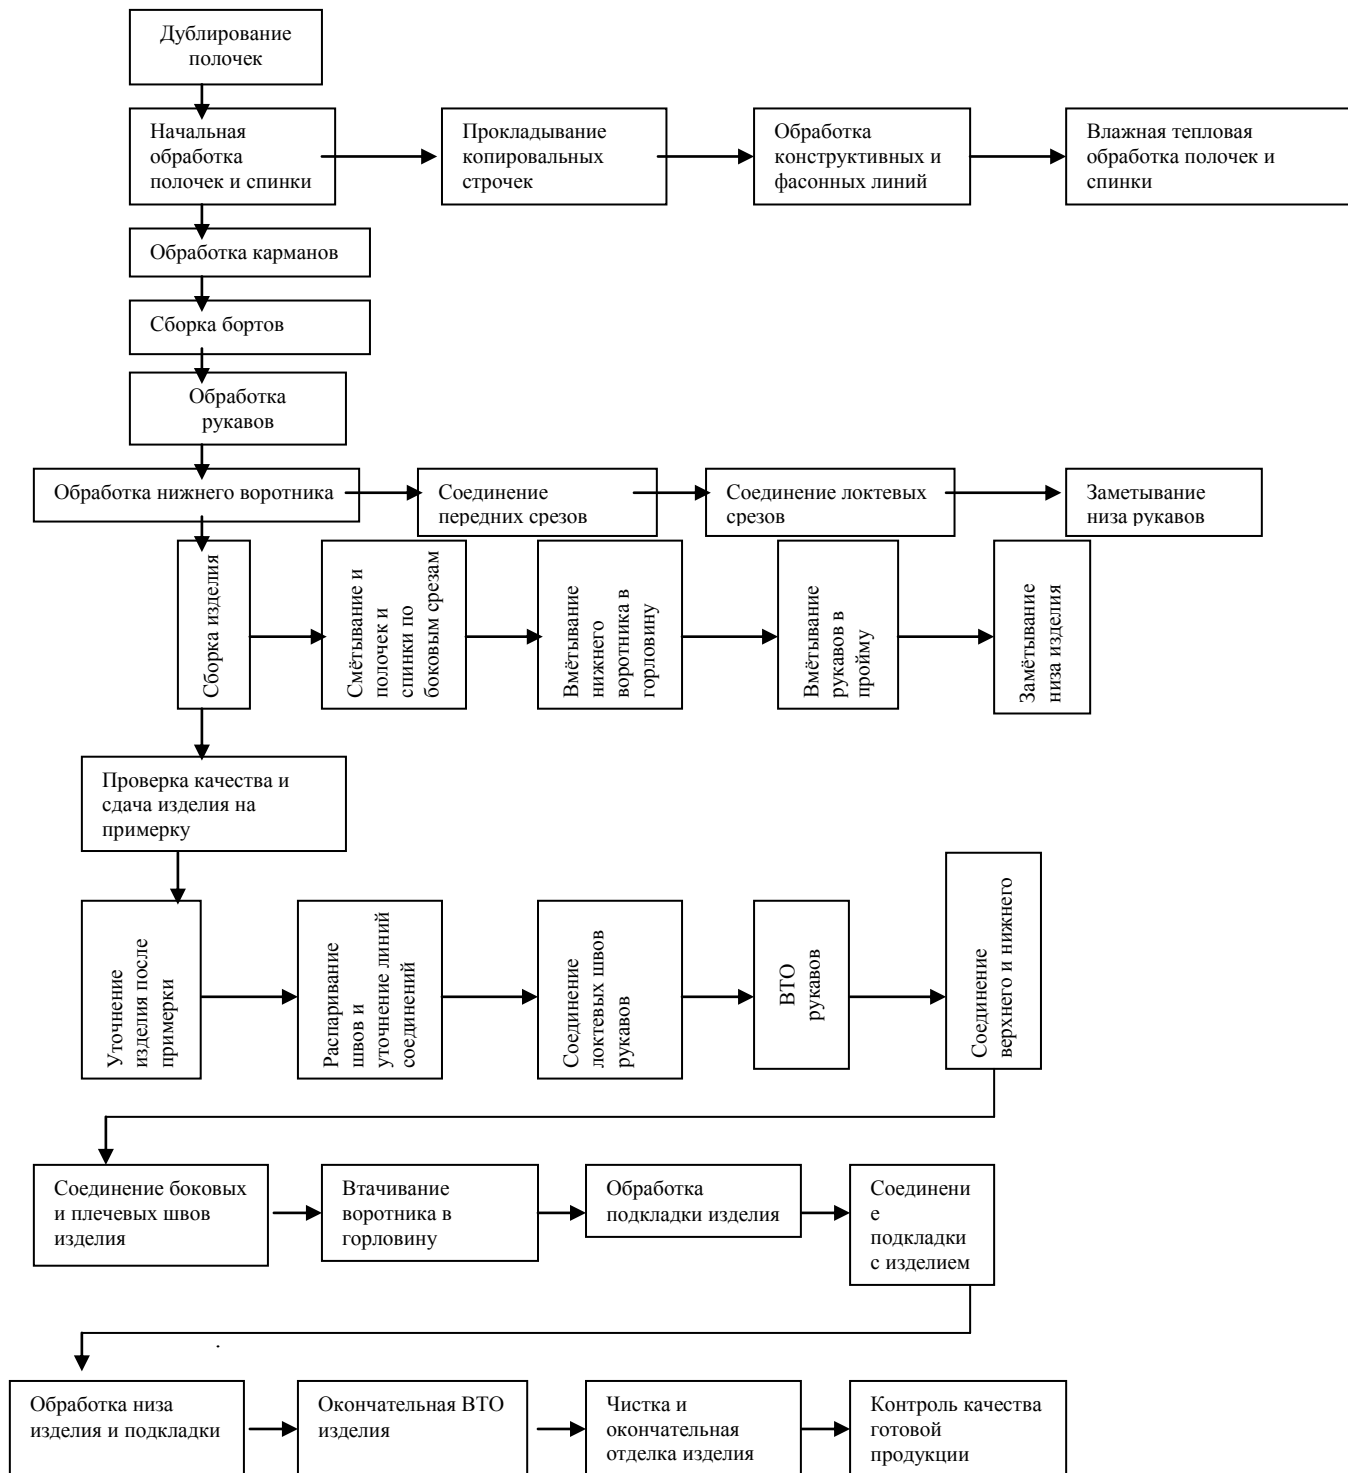 Дублирование
полочек
Начальная
обработка
полочек и спинки
Прокладывание
копировальных
строчек
Обработка
конструктивных и
фасонных линий
Влажная тепловая
обработка полочек и
спинки
Обработка карманов
Сборка бортов
Обработка
рукавов
Обработка нижнего воротника
Соединение
передних срезов
Соединение локтевых
срезов
Заметывание
низа рукавов
Сборка изделия
Смётывание и
полочек и
спинки по
боковым срезам
Вмётывание
нижнего
воротника в
горловину
Вмётывание
рукавов в
пройму
Замётывание
низа изделия
Проверка качества и
сдача изделия на
примерку
Уточнение
изделия после
примерки
Распаривание
швов и
уточнение линий
соединений
Соединение
локтевых швов
рукавов
ВТО
рукавов
Соединение
верхнего и нижнего
Соединение боковых
и плечевых швов
изделия
Втачивание
воротника в
горловину
Обработка
подкладки изделия
Соединени
е
подкладки
с изделием
Обработка низа
изделия и подкладки
Окончательная ВТО
изделия
Чистка и
окончательная
отделка изделия
Контроль качества
готовой
продукции